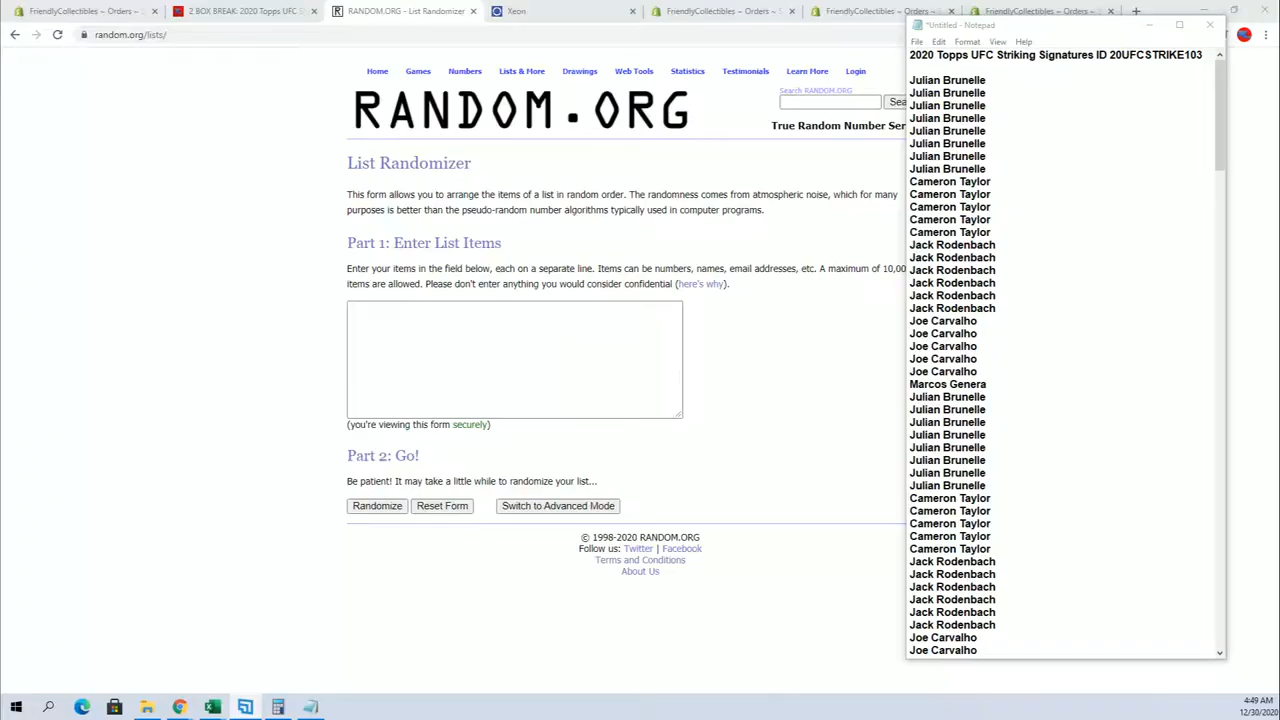 FriendlyCollectibles – Orders –
2 BOX BREAK: 2020 Topps UFC S
RANDOM.ORG - List Randomizer
Xeon
FriendlyCollectibles ~ Orders ~
FriendlyCollectibles ~ Orders ~
FriendlyCollectibles ~ Orders ~
random.org/lists/
Home
Games
Numbers
Lists & More
Drawings
Web Tools
Statistics
Testimonials
Learn More
Login
Search RANDOM.ORG
Sea
RANDOM.ORG
True Random Number Ser
List Randomizer
This form allows you to arrange the items of a list in random order. The randomness comes from atmospheric noise, which for many
purposes is better than the pseudo-random number algorithms typically used in computer programs.
Part 1: Enter List Items
Enter your items in the field below, each on a separate line. Items can be numbers, names, email addresses, etc. A maximum of 10,00
items are allowed. Please don't enter anything you would consider confidential (here's why).
(you're viewing this form securely)
Part 2: Go!
Be patient! It may take a little while to randomize your list...
Randomize
Reset Form
Switch to Advanced Mode
© 1998-2020 RANDOM.ORG
Follow us: Twitter | Facebook
Terms and Conditions
About Us
*Untitled - Notepad
File Edit Format View Help
2020 Topps UFC Striking Signatures ID 20UFCSTRIKE103
Julian Brunelle
Julian Brunelle
Julian Brunelle
Julian Brunelle
Julian Brunelle
Julian Brunelle
Julian Brunelle
Julian Brunelle
Cameron Taylor
Cameron Taylor
Cameron Taylor
Cameron Taylor
Cameron Taylor
Jack Rodenbach
Jack Rodenbach
Jack Rodenbach
Jack Rodenbach
Jack Rodenbach
Jack Rodenbach
Joe Carvalho
Joe Carvalho
Joe Carvalho
Joe Carvalho
Joe Carvalho
Marcos Genera
Julian Brunelle
Julian Brunelle
Julian Brunelle
Julian Brunelle
Julian Brunelle
Julian Brunelle
Julian Brunelle
Julian Brunelle
Cameron Taylor
Cameron Taylor
Cameron Taylor
Cameron Taylor
Cameron Taylor
Jack Rodenbach
Jack Rodenbach
Jack Rodenbach
Jack Rodenbach
Jack Rodenbach
Jack Rodenbach
Joe Carvalho
Joe Carvalho
4:49 AM
12/30/2020